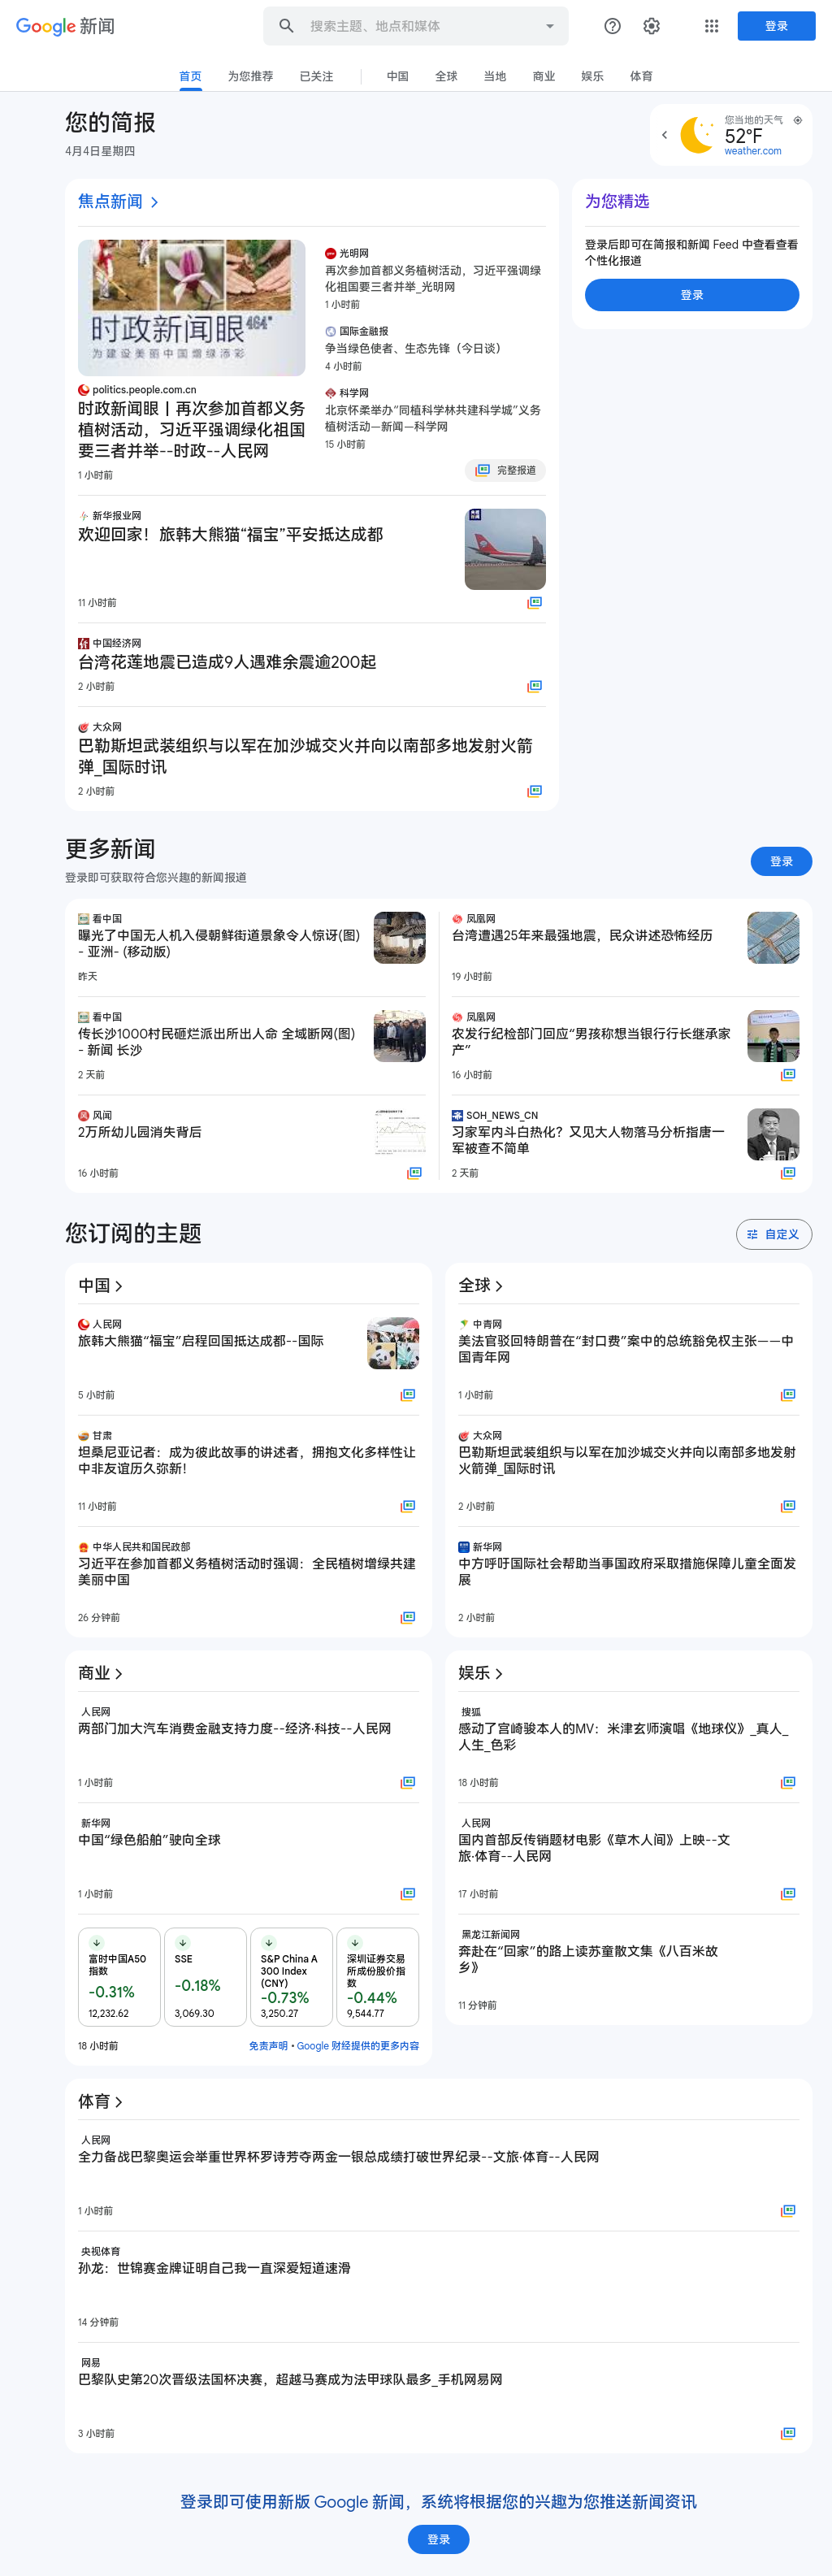 Google 新闻
搜索主题、地点和媒体
登录
首页
为您推荐
已关注
中国
全球
当地
商业
娱乐
体育
您的简报
4月4日星期四
您当地的天气
52°F
weather.com
焦点新闻
时政新闻眼 464
为建设美丽中国增绿添彩
politics.people.com.cn
时政新闻眼丨再次参加首都义务
植树活动，习近平强调绿化祖国
要三者并举--时政--人民网
1 小时前
光明网
再次参加首都义务植树活动，习近平强调绿
化祖国要三者并举_光明网
1 小时前
国际金融报
争当绿色使者、生态先锋（今日谈）
4 小时前
科学网
北京怀柔举办“同植科学林共建科学城”义务
植树活动—新闻—科学网
15 小时前
完整报道
新华报业网
欢迎回家！旅韩大熊猫“福宝”平安抵达成都
11 小时前
中国经济网
台湾花莲地震已造成9人遇难余震逾200起
2 小时前
大众网
巴勒斯坦武装组织与以军在加沙城交火并向以南部多地发射火箭
弹_国际时讯
2 小时前
为您精选
登录后即可在简报和新闻 Feed 中查看查看
个性化报道
登录
更多新闻
登录即可获取符合您兴趣的新闻报道
登录
看中国
曝光了中国无人机入侵朝鲜街道景象令人惊讶(图)
- 亚洲- (移动版)
昨天
看中国
传长沙1000村民砸烂派出所出人命 全域断网(图)
- 新闻 长沙
2 天前
风闻
2万所幼儿园消失背后
16 小时前
凤凰网
台湾遭遇25年来最强地震，民众讲述恐怖经历
19 小时前
凤凰网
农发行纪检部门回应“男孩称想当银行行长继承家
产”
16 小时前
SOH_NEWS_CN
习家军内斗白热化？又见大人物落马分析指唐一
军被查不简单
2 天前
您订阅的主题
自定义
中国
人民网
旅韩大熊猫“福宝”启程回国抵达成都--国际
5 小时前
甘肃
坦桑尼亚记者：成为彼此故事的讲述者，拥抱文化多样性让
中非友谊历久弥新！
11 小时前
中华人民共和国民政部
习近平在参加首都义务植树活动时强调：全民植树增绿共建
美丽中国
26 分钟前
全球
中青网
美法官驳回特朗普在“封口费”案中的总统豁免权主张——中
国青年网
1 小时前
大众网
巴勒斯坦武装组织与以军在加沙城交火并向以南部多地发射
火箭弹_国际时讯
2 小时前
新华网
中方呼吁国际社会帮助当事国政府采取措施保障儿童全面发
展
2 小时前
商业
人民网
两部门加大汽车消费金融支持力度--经济·科技--人民网
1 小时前
新华网
中国“绿色船舶”驶向全球
1 小时前
富时中国A50
指数
-0.31%
12,232.62
SSE
-0.18%
3,069.30
S&P China A
300 Index
(CNY)
-0.73%
3,250.27
深圳证券交易
所成份股价指
数
-0.44%
9,544.77
18 小时前
免责声明 • Google 财经提供的更多内容
娱乐
搜狐
感动了宫崎骏本人的MV：米津玄师演唱《地球仪》_真人_
人生_色彩
18 小时前
人民网
国内首部反传销题材电影《草木人间》上映--文
旅·体育--人民网
17 小时前
黑龙江新闻网
奔赴在“回家”的路上读苏童散文集《八百米故
乡》
11 分钟前
体育
人民网
全力备战巴黎奥运会举重世界杯罗诗芳夺两金一银总成绩打破世界纪录--文旅·体育--人民网
1 小时前
央视体育
孙龙：世锦赛金牌证明自己我一直深爱短道速滑
14 分钟前
网易
巴黎队史第20次晋级法国杯决赛，超越马赛成为法甲球队最多_手机网易网
3 小时前
登录即可使用新版 Google 新闻，系统将根据您的兴趣为您推送新闻资讯
登录